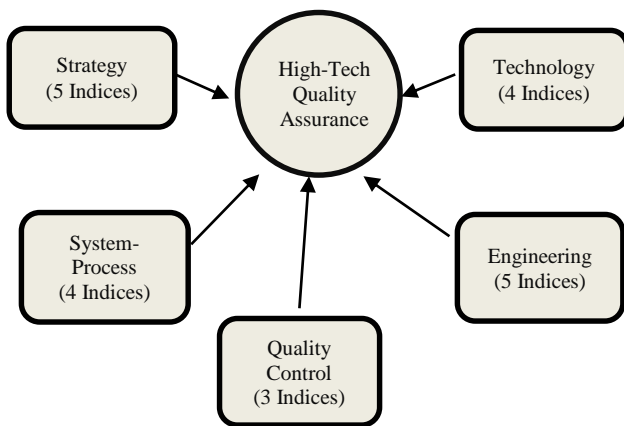 Strategy
(5 Indices)
High-Tech
Quality
Assurance
Technology
(4 Indices)
System-
Process
(4 Indices)
Engineering
(5 Indices)
Quality
Control
(3 Indices)